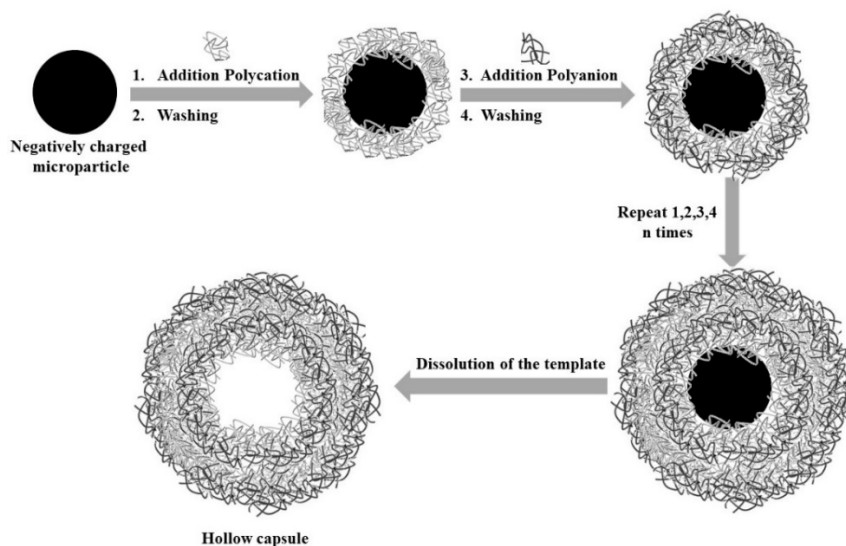 1. Addition Polycation
2. Washing
3. Addition Polyanion
4. Washing
Negatively charged
microparticle
Repeat 1,2,3,4
n times
Dissolution of the template
Hollow capsule